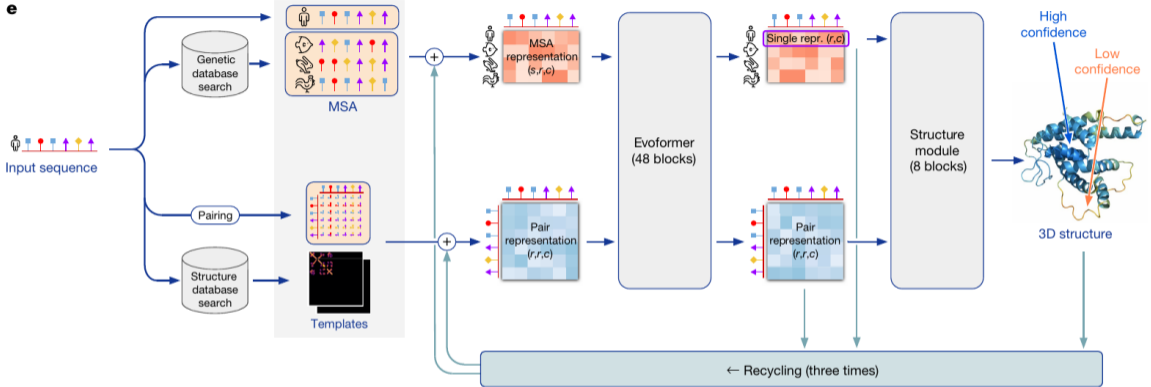 e
Input sequence
Genetic
database
search
MSA
Pairing
Structure
database
search
Templates
+
+
MSA
representation
(s,r,c)
Pair
representation
(r,r,c)
Evoformer
(48 blocks)
Single repr. (r,c)
Pair
representation
(r,r,c)
Structure
module
(8 blocks)
High
confidence
Low
confidence
3D structure
← Recycling (three times)